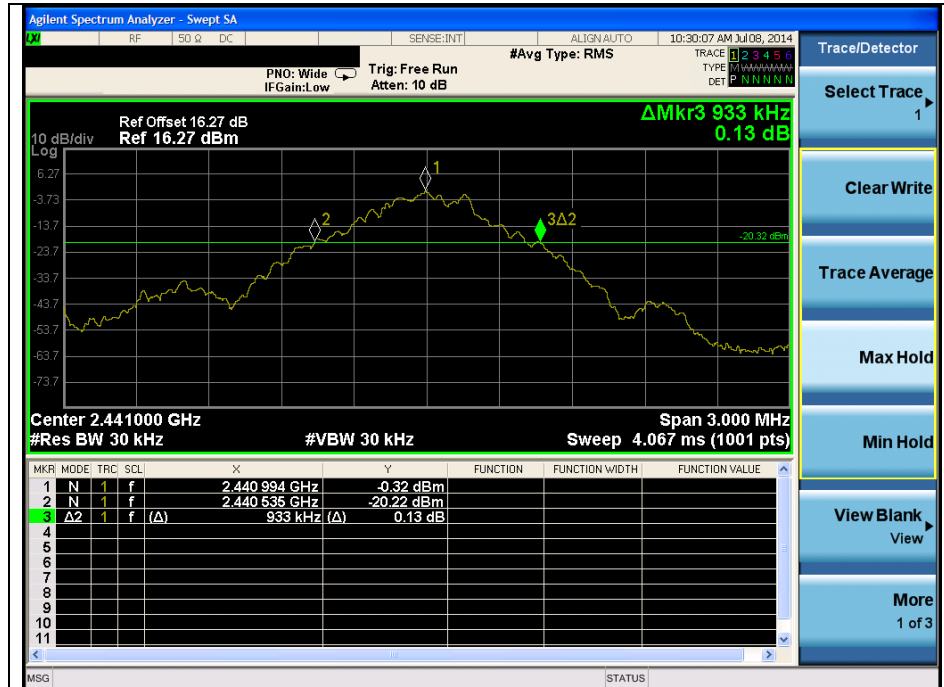 Agilent Spectrum Analyzer - Swept SA
LXI RF 50 Ω DC SENSE:INT ALIGN AUTO 10:30:07 AM Jul 08, 2014
#Avg Type: RMS TRACE 1 2 3 4 5 6
PNO: Wide Trig: Free Run TYPE M W W W W W
IFGain:Low Atten: 10 dB DET P N N N N N
ΔMkr3 933 kHz
0.13 dB
Ref Offset 16.27 dB
10 dB/div Ref 16.27 dBm
Log
6.27
-3.73
-13.7
-23.7
-33.7
-43.7
-53.7
-63.7
-73.7
1
2
3Δ2
-20.32 dBm
Center 2.441000 GHz Span 3.000 MHz
#Res BW 30 kHz #VBW 30 kHz Sweep 4.067 ms (1001 pts)
MKR MODE TRC SCL X Y FUNCTION FUNCTION WIDTH FUNCTION VALUE
1 N 1 f 2.440 994 GHz -0.32 dBm
2 N 1 f 2.440 535 GHz -20.22 dBm
3 Δ2 1 f (Δ) 933 kHz (Δ) 0.13 dB
4
5
6
7
8
9
10
11
MSG STATUS
Trace/Detector
Select Trace
1
Clear Write
Trace Average
Max Hold
Min Hold
View Blank
View
More
1 of 3